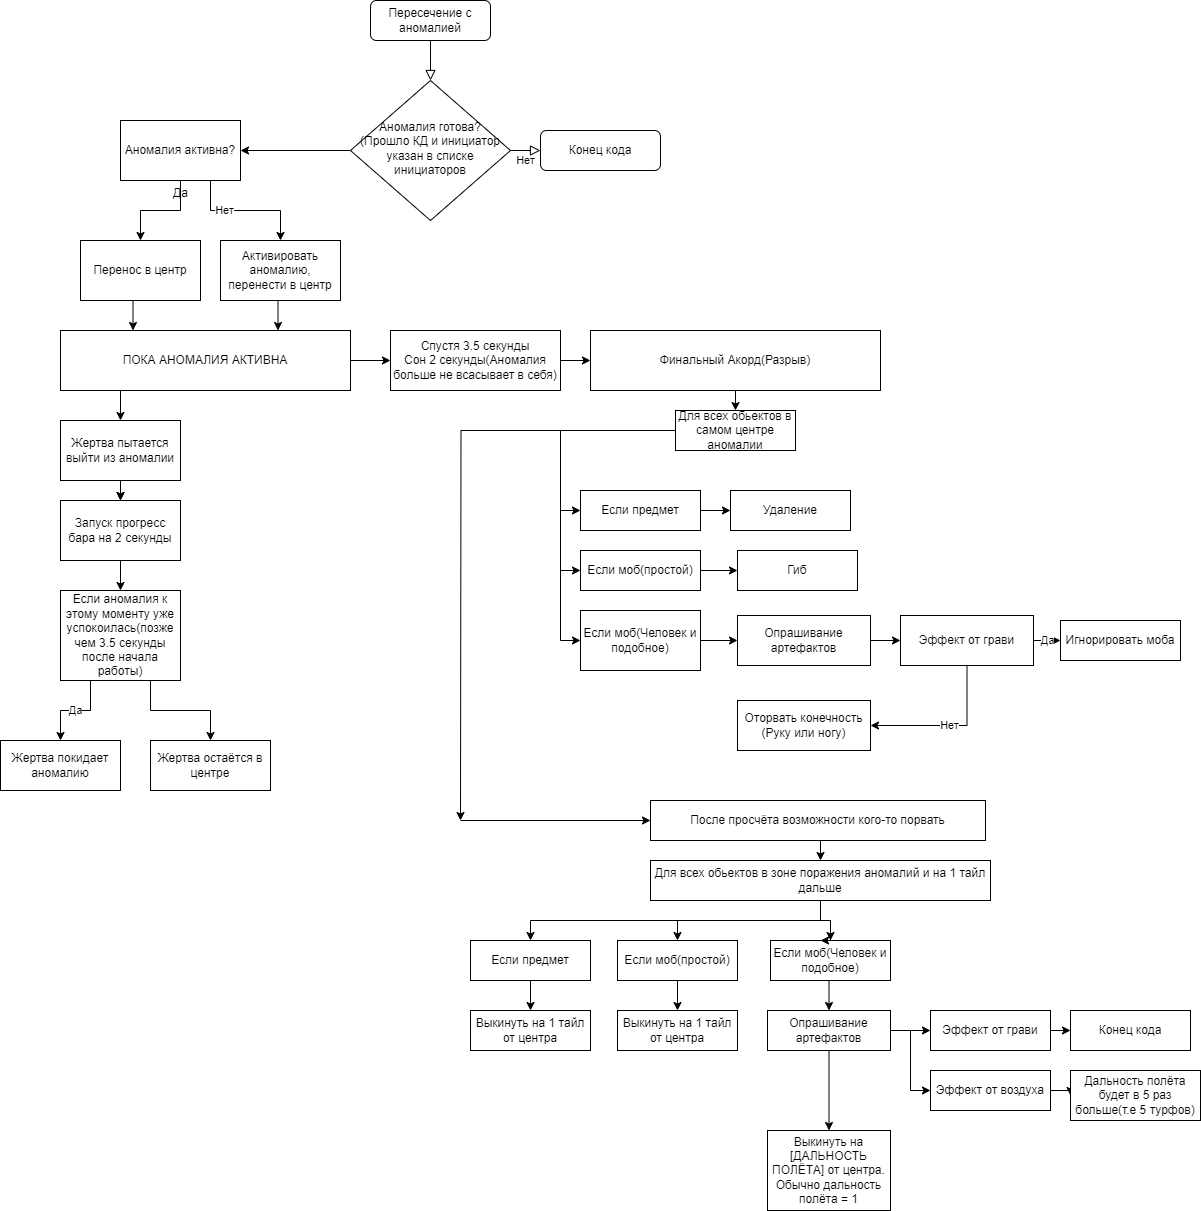 Пересечение с
аномалией
Аномалия готова?
(Прошло КД и инициатор
указан в списке
инициаторов
Нет
Конец кода
Аномалия активна?
Да
Нет
Перенос в центр
Активировать
аномалию,
перенести в центр
ПОКА АНОМАЛИЯ АКТИВНА
Спустя 3.5 секунды
Сон 2 секунды(Аномалия
больше не всасывает в себя)
Финальный Акорд(Разрыв)
Для всех обьектов в
самом центре
аномалии
Жертва пытается
выйти из аномалии
Запуск прогресс
бара на 2 секунды
Если аномалия к
этому моменту уже
успокоилась(позже
чем 3.5 секунды
после начала
работы)
Да
Жертва покидает
аномалию
Жертва остаётся в
центре
Если предмет
Удаление
Если моб(простой)
Гиб
Если моб(Человек и
подобное)
Опрашивание
артефактов
Эффект от грави
Да
Игнорировать моба
Нет
Оторвать конечность
(Руку или ногу)
После просчёта возможности кого-то порвать
Для всех обьектов в зоне поражения аномалий и на 1 тайл
дальше
Если предмет
Если моб(простой)
Если моб(Человек и
подобное)
Выкинуть на 1 тайл
от центра
Выкинуть на 1 тайл
от центра
Опрашивание
артефактов
Эффект от грави
Конец кода
Эффект от воздуха
Дальность полёта
будет в 5 раз
больше(т.е 5 турфов)
Выкинуть на
[ДАЛЬНОСТЬ
ПОЛЁТА] от центра.
Обычно дальность
полёта = 1